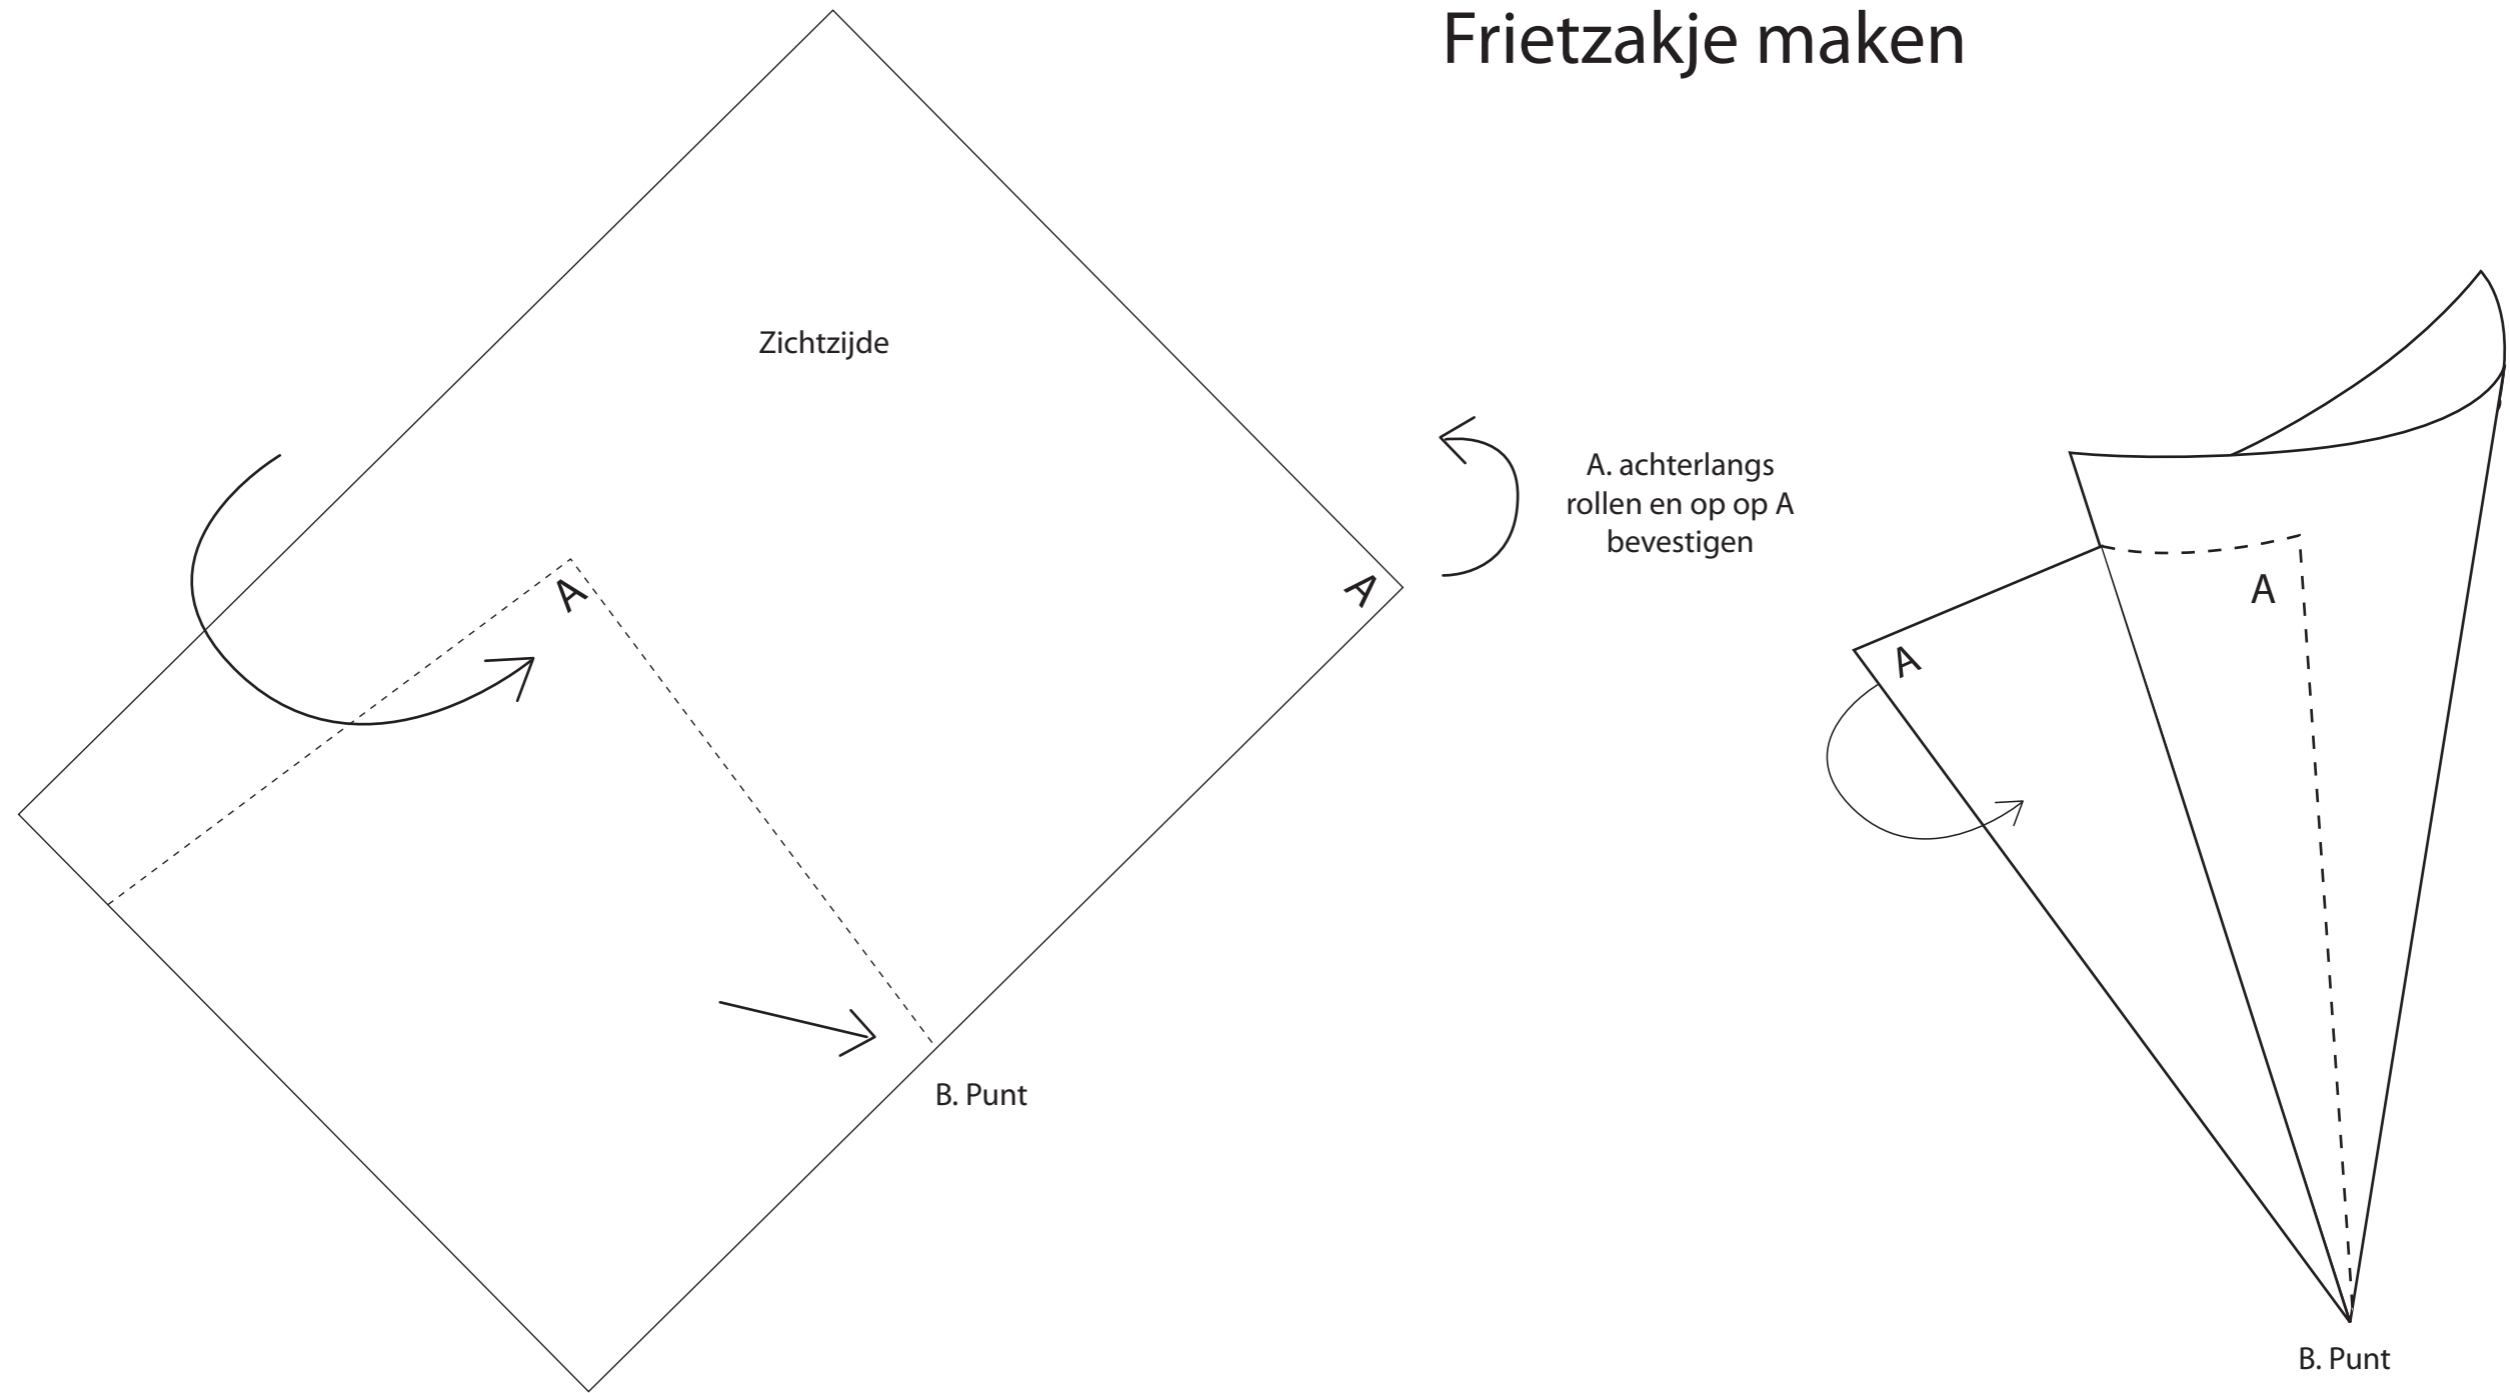 Frietzakje maken
Zichtzijde
A. achterlangs
rollen en op op A
bevestigen
A
A
A
A
B. Punt
B. Punt